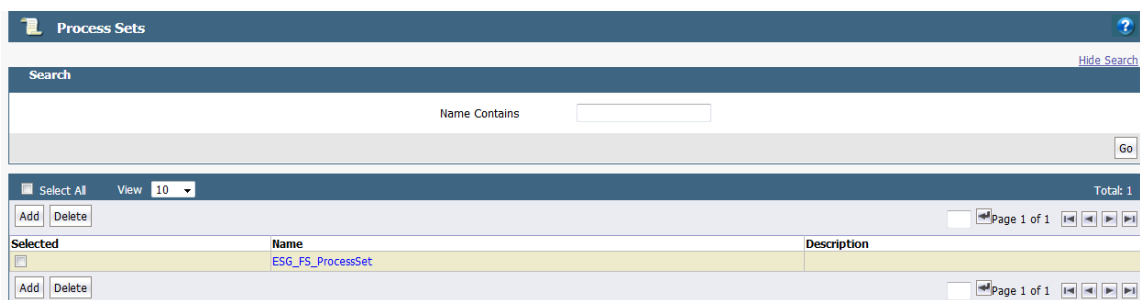 Process Sets ?
Hide Search
Search
Name Contains
Go
Select All View 10 Total: 1
Add Delete Page 1 of 1
Selected Name Description
ESG_FS_ProcessSet
Add Delete Page 1 of 1